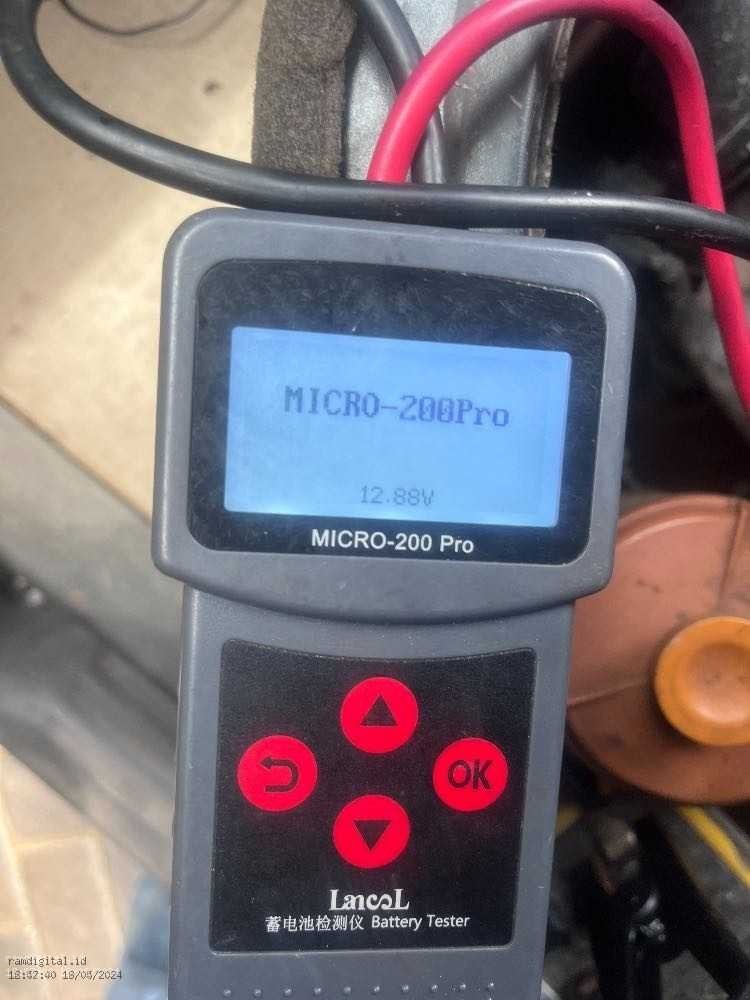 MICRO-200Pro
12.88V
MICRO-200 Pro
OK
LancoL
蓄电池检测仪 Battery Tester
ramdigital.id
18:52:40 18/05/2024